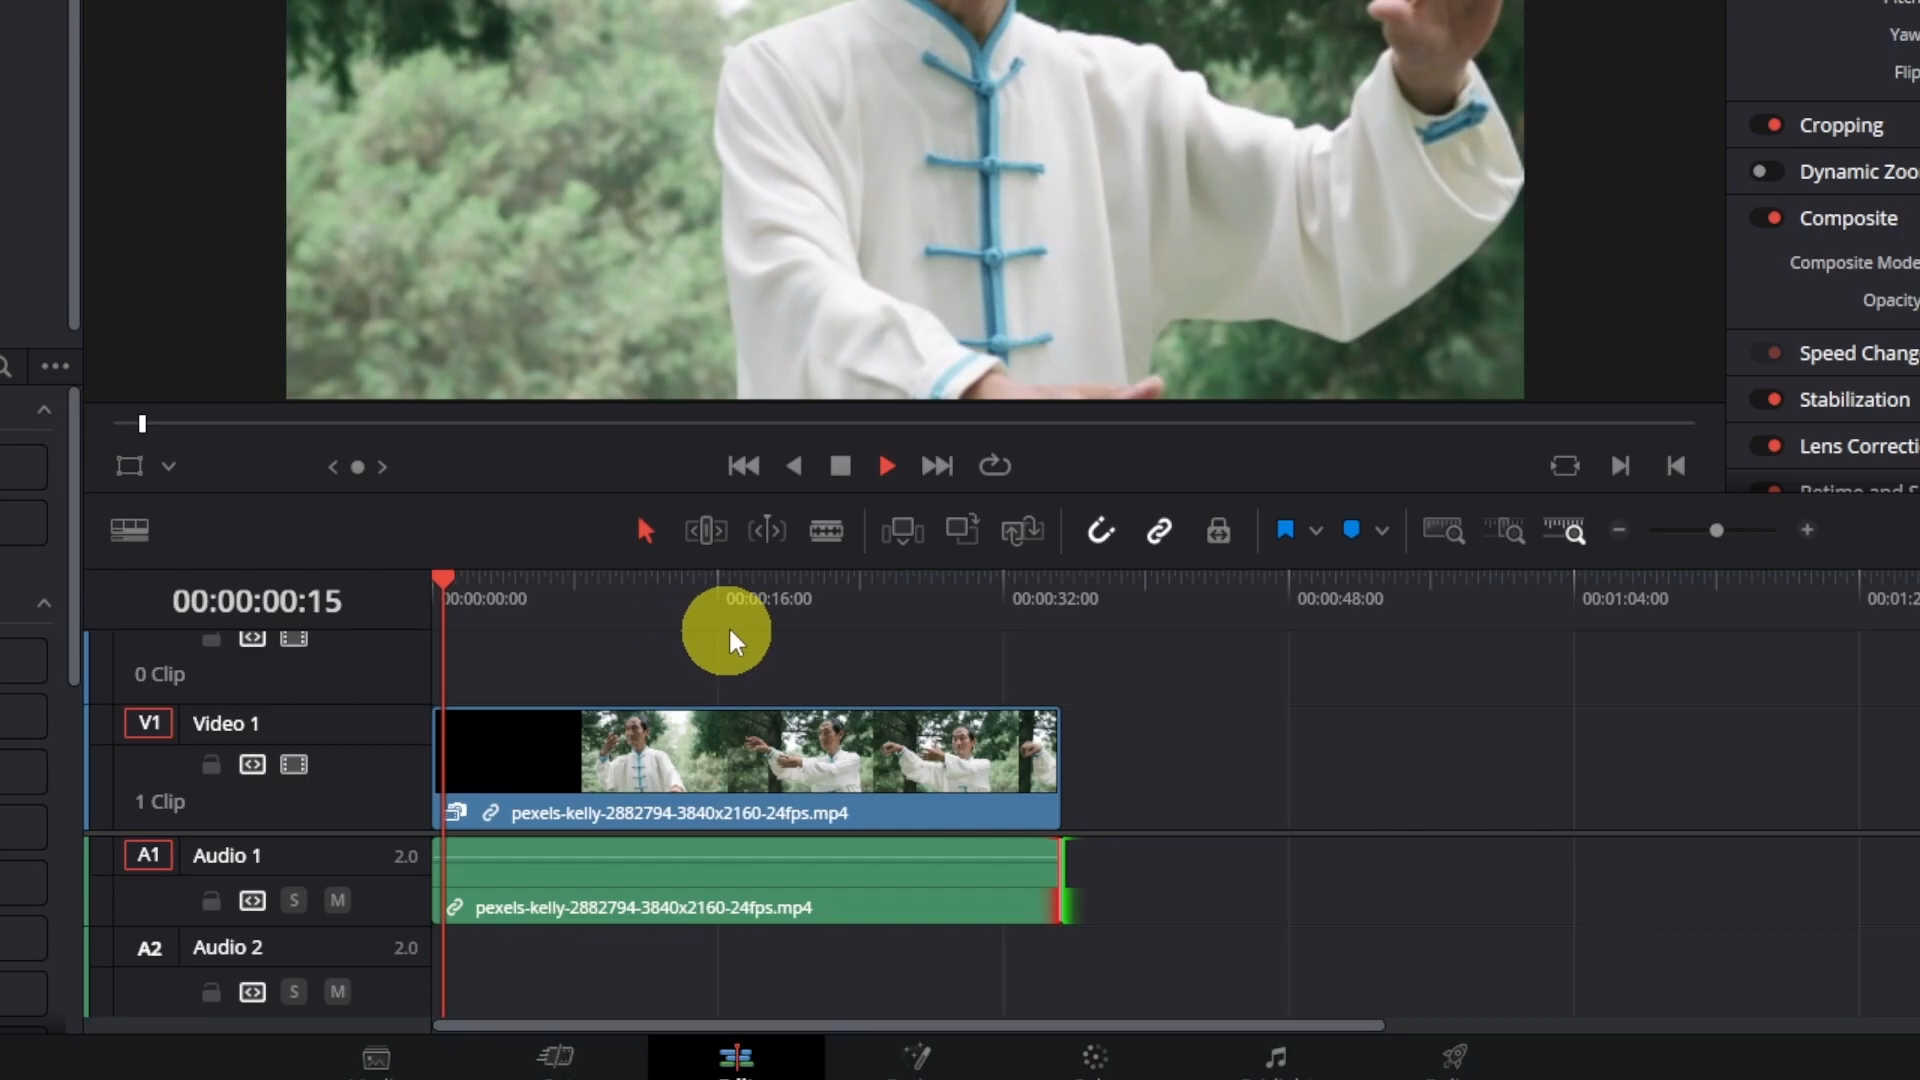 Yaw
Flip
Cropping
Dynamic Zoo
Composite
Composite Mode
Opacity
Speed Chang
Stabilization
Lens Correcti
00:00:00:15
00:00:00:00
00:00:16:00
00:00:32:00
00:00:48:00
00:01:04:00
00:01:2
0 Clip
V1 Video 1
1 Clip
pexels-kelly-2882794-3840x2160-24fps.mp4
A1 Audio 1 2.0
S M
pexels-kelly-2882794-3840x2160-24fps.mp4
A2 Audio 2 2.0
S M